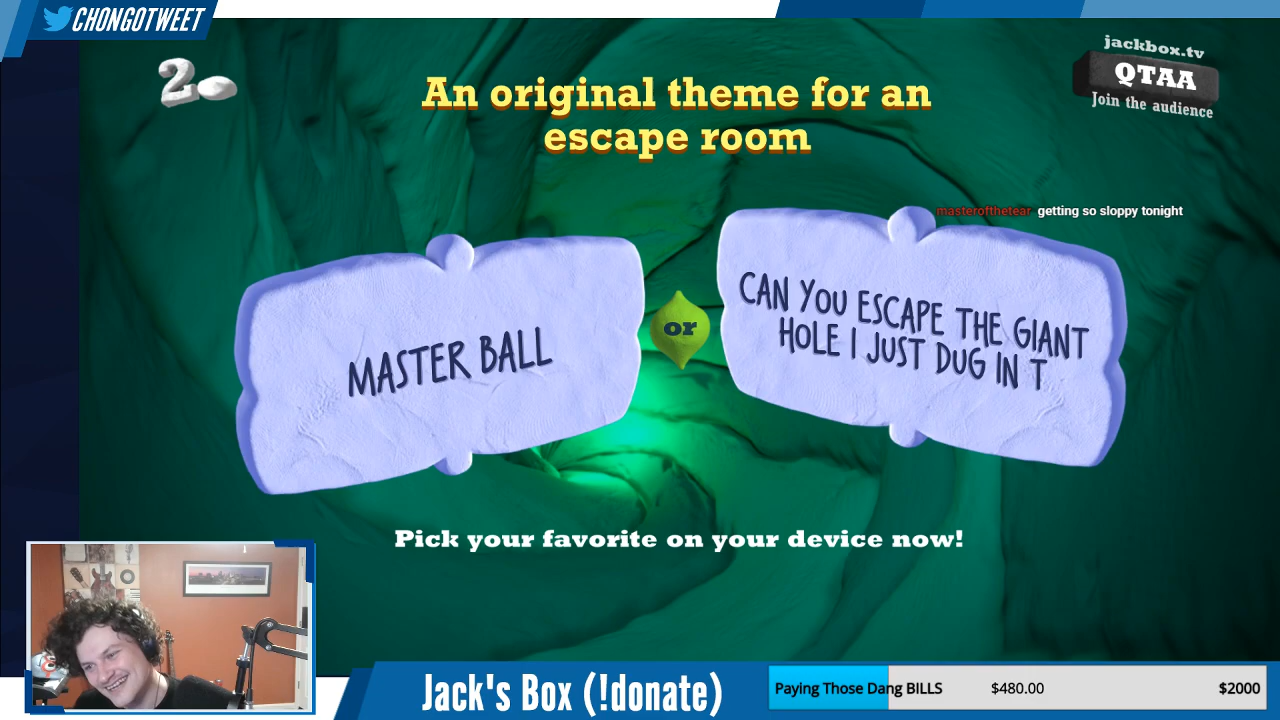 CHONGOTWEET
2
An original theme for an
escape room
jackbox.tv
QTAA
Join the audience
masterofthetear getting so sloppy tonight
MASTER BALL
or
CAN YOU ESCAPE THE GIANT
HOLE I JUST DUG IN T
Pick your favorite on your device now!
Jack's Box (!donate)
Paying Those Dang BILLS $480.00 $2000